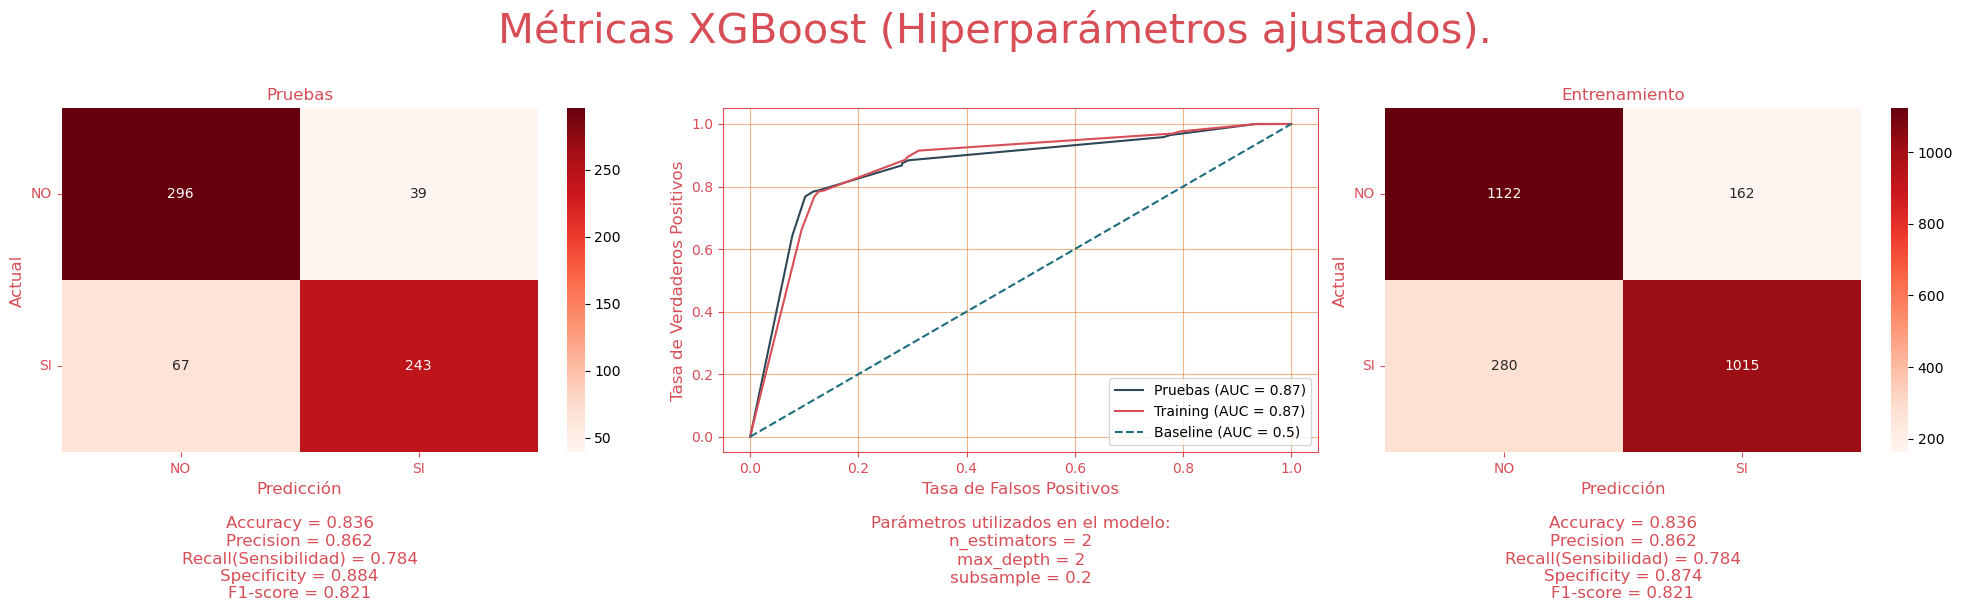 Métricas XGBoost (Hiperparámetros ajustados).
Pruebas
Actual
NO
SI
296
39
67
243
NO
SI
Predicción
250
200
150
100
50
Accuracy = 0.836
Precision = 0.862
Recall(Sensibilidad) = 0.784
Specificity = 0.884
F1-score = 0.821
Tasa de Verdaderos Positivos
1.0
0.8
0.6
0.4
0.2
0.0
Pruebas (AUC = 0.87)
Training (AUC = 0.87)
Baseline (AUC = 0.5)
0.0
0.2
0.4
0.6
0.8
1.0
Tasa de Falsos Positivos
Parámetros utilizados en el modelo:
n_estimators = 2
max_depth = 2
subsample = 0.2
Entrenamiento
Actual
NO
SI
1122
162
280
1015
NO
SI
Predicción
1000
800
600
400
200
Accuracy = 0.836
Precision = 0.862
Recall(Sensibilidad) = 0.784
Specificity = 0.874
F1-score = 0.821